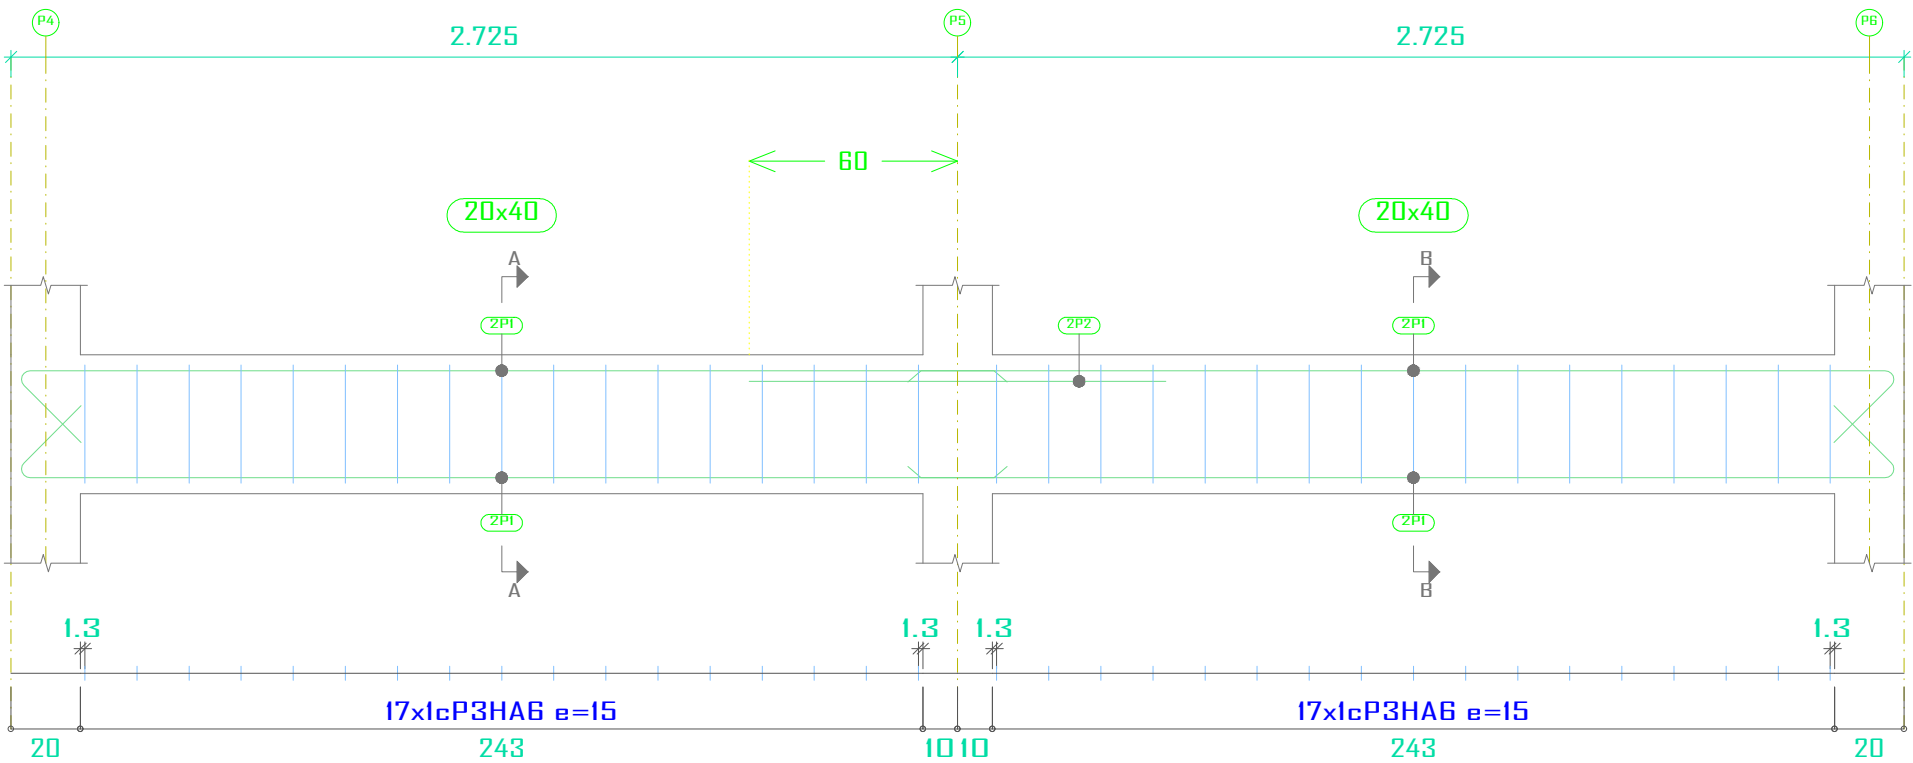 P4 P5 P6
2.725 2.725
60
20x40 20x40
A B
2P1 2P2 2P1
2P1 2P1
A B
1.3 1.3 1.3 1.3
17x1cP3HA6 e=15 17x1cP3HA6 e=15
20 243 10 10 243 20